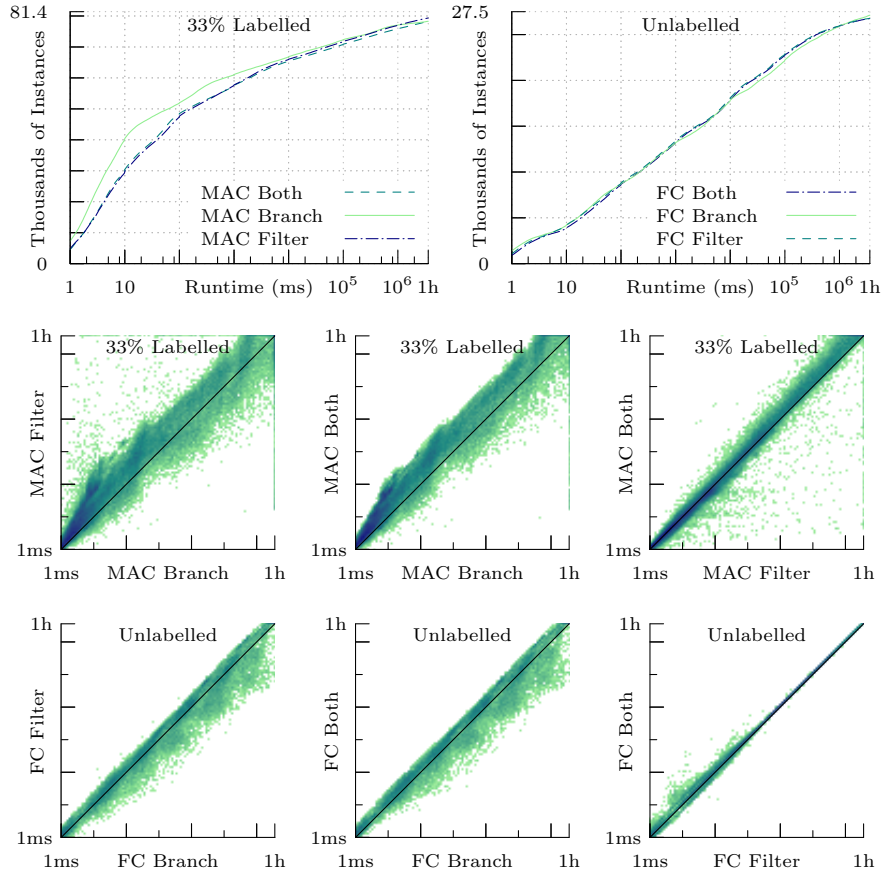 81.4
33% Labelled
Thousands of Instances
MAC Both
MAC Branch
MAC Filter
0
1
10
Runtime (ms)
10^5
10^6
1h
27.5
Unlabelled
Thousands of Instances
FC Both
FC Branch
FC Filter
0
1
10
Runtime (ms)
10^5
10^6
1h
1h
33% Labelled
MAC Filter
1ms
1ms
MAC Branch
1h
1h
33% Labelled
MAC Both
1ms
1ms
MAC Branch
1h
1h
33% Labelled
MAC Both
1ms
1ms
MAC Filter
1h
1h
Unlabelled
FC Filter
1ms
1ms
FC Branch
1h
1h
Unlabelled
FC Both
1ms
1ms
FC Branch
1h
1h
Unlabelled
FC Both
1ms
1ms
FC Filter
1h